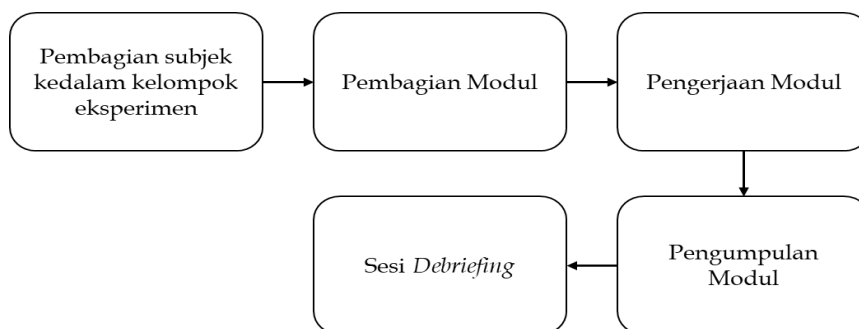 Pembagian subjek
kedalam kelompok
eksperimen
Pembagian Modul
Pengerjaan Modul
Pengumpulan
Modul
Sesi Debriefing